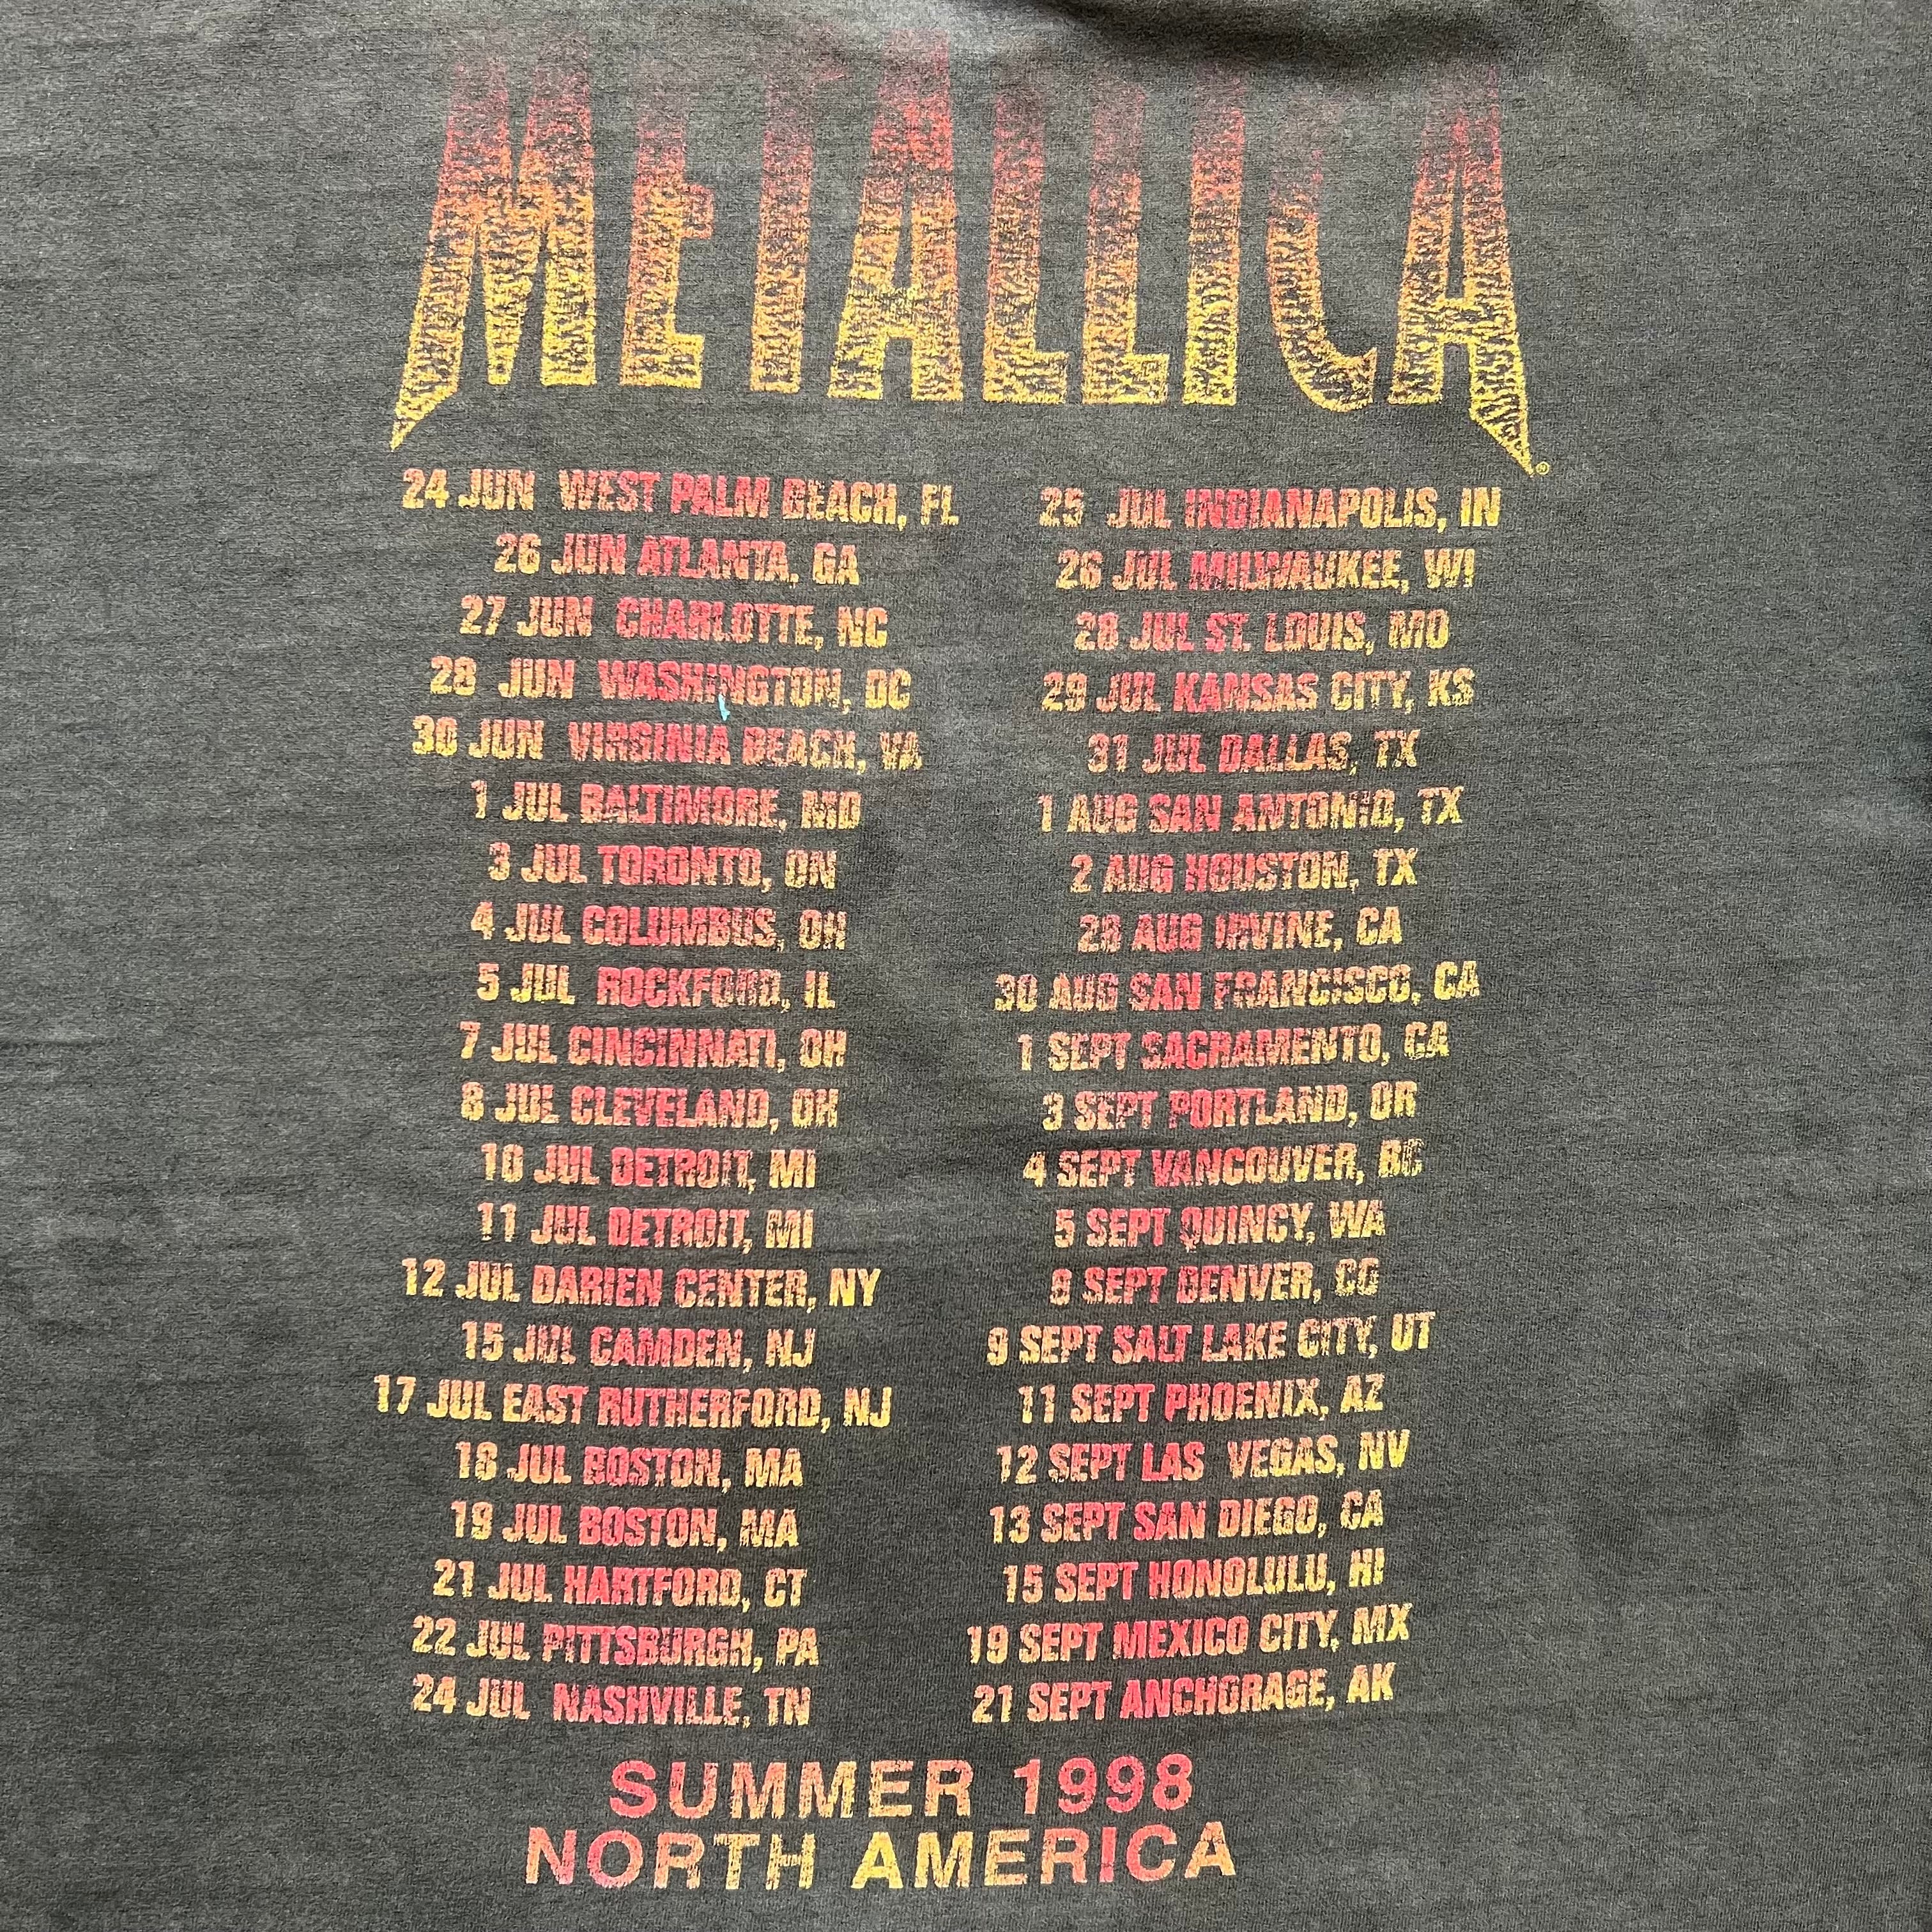 METALLICA
24 JUN WEST PALM BEACH, FL
26 JUN ATLANTA, GA
27 JUN CHARLOTTE, NC
28 JUN WASHINGTON, DC
30 JUN VIRGINIA BEACH, VA
1 JUL BALTIMORE, MD
3 JUL TORONTO, ON
4 JUL COLUMBUS, OH
5 JUL ROCKFORD, IL
7 JUL CINCINNATI, OH
8 JUL CLEVELAND, OH
10 JUL DETROIT, MI
11 JUL DETROIT, MI
12 JUL DARIEN CENTER, NY
15 JUL CAMDEN, NJ
17 JUL EAST RUTHERFORD, NJ
18 JUL BOSTON, MA
19 JUL BOSTON, MA
21 JUL HARTFORD, CT
22 JUL PITTSBURGH, PA
24 JUL NASHVILLE, TN
25 JUL INDIANAPOLIS, IN
26 JUL MILWAUKEE, WI
28 JUL ST. LOUIS, MO
29 JUL KANSAS CITY, KS
31 JUL DALLAS, TX
1 AUG SAN ANTONIO, TX
2 AUG HOUSTON, TX
AUG IRVINE, CA
30 AUG SAN FRANCISCO, CA
1 SEPT SACRAMENTO, CA
3 SEPT PORTLAND, OR
4 SEPT VANCOUVER, BC
5 SEPT QUINCY, WA
8 SEPT DENVER, CO
9 SEPT SALT LAKE CITY, UT
11 SEPT PHOENIX, AZ
12 SEPT LAS VEGAS, NV
13 SEPT SAN DIEGO, CA
15 SEPT HONOLULU, HI
19 SEPT MEXICO CITY, MX
21 SEPT ANCHORAGE, AK
SUMMER 1998
NORTH AMERICA